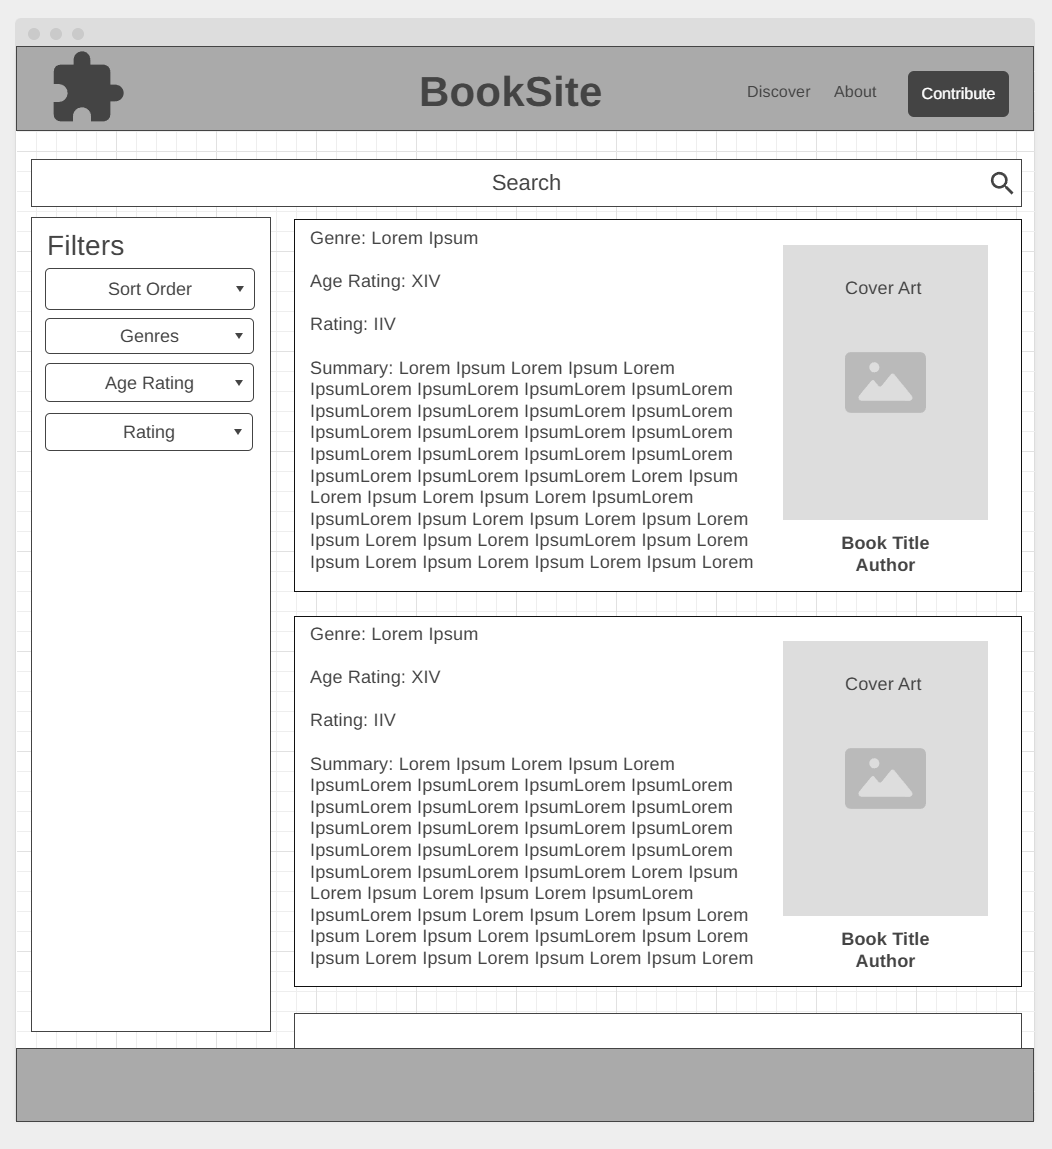 BookSite
Discover
About
Contribute
Search
Filters
Sort Order
Genres
Age Rating
Rating
Genre: Lorem Ipsum
Age Rating: XIV
Rating: IIV
Summary: Lorem Ipsum Lorem Ipsum Lorem
IpsumLorem IpsumLorem IpsumLorem IpsumLorem
IpsumLorem IpsumLorem IpsumLorem IpsumLorem
IpsumLorem IpsumLorem IpsumLorem IpsumLorem
IpsumLorem IpsumLorem IpsumLorem IpsumLorem
IpsumLorem IpsumLorem IpsumLorem Lorem Ipsum
Lorem Ipsum Lorem Ipsum Lorem IpsumLorem
IpsumLorem Ipsum Lorem Ipsum Lorem Ipsum Lorem
Ipsum Lorem Ipsum Lorem IpsumLorem Ipsum Lorem
Ipsum Lorem Ipsum Lorem Ipsum Lorem Ipsum Lorem
Cover Art
Book Title
Author
Genre: Lorem Ipsum
Age Rating: XIV
Rating: IIV
Summary: Lorem Ipsum Lorem Ipsum Lorem
IpsumLorem IpsumLorem IpsumLorem IpsumLorem
IpsumLorem IpsumLorem IpsumLorem IpsumLorem
IpsumLorem IpsumLorem IpsumLorem IpsumLorem
IpsumLorem IpsumLorem IpsumLorem IpsumLorem
IpsumLorem IpsumLorem IpsumLorem Lorem Ipsum
Lorem Ipsum Lorem Ipsum Lorem IpsumLorem
IpsumLorem Ipsum Lorem Ipsum Lorem Ipsum Lorem
Ipsum Lorem Ipsum Lorem IpsumLorem Ipsum Lorem
Ipsum Lorem Ipsum Lorem Ipsum Lorem Ipsum Lorem
Cover Art
Book Title
Author